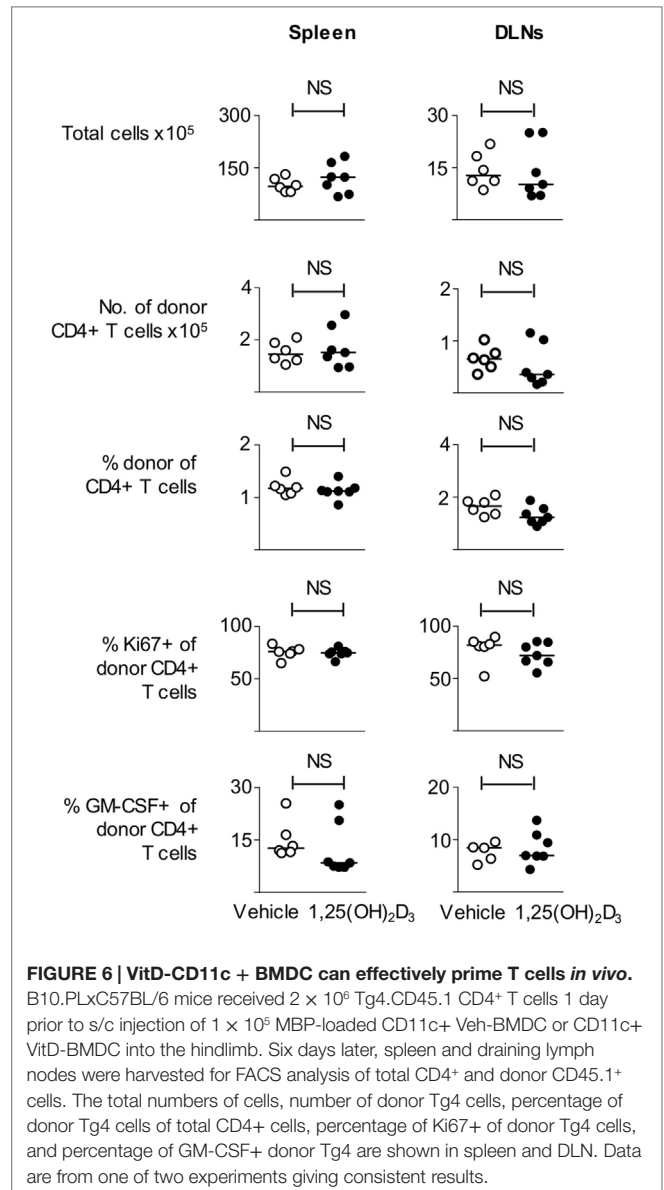 Spleen DLNs
NS NS
Total cells x10⁵
300 30
150 15
NS NS
No. of donor
CD4+ T cells x10⁵
4 2
2 1
NS NS
% donor of
CD4+ T cells
2 4
1 2
NS NS
% Ki67+ of
donor CD4+
T cells
100 100
50 50
NS NS
% GM-CSF+ of
donor CD4+
T cells
30 20
15 10
Vehicle 1,25(OH)₂D₃ Vehicle 1,25(OH)₂D₃
FIGURE 6 | VitD-CD11c + BMDC can effectively prime T cells in vivo.
B10.PLxC57BL/6 mice received 2 × 10⁶ Tg4.CD45.1 CD4⁺ T cells 1 day
prior to s/c injection of 1 × 10⁵ MBP-loaded CD11c+ Veh-BMDC or CD11c+
VitD-BMDC into the hindlimb. Six days later, spleen and draining lymph
nodes were harvested for FACS analysis of total CD4⁺ and donor CD45.1⁺
cells. The total numbers of cells, number of donor Tg4 cells, percentage of
donor Tg4 cells of total CD4+ cells, percentage of Ki67+ of donor Tg4 cells,
and percentage of GM-CSF+ donor Tg4 are shown in spleen and DLN. Data
are from one of two experiments giving consistent results.